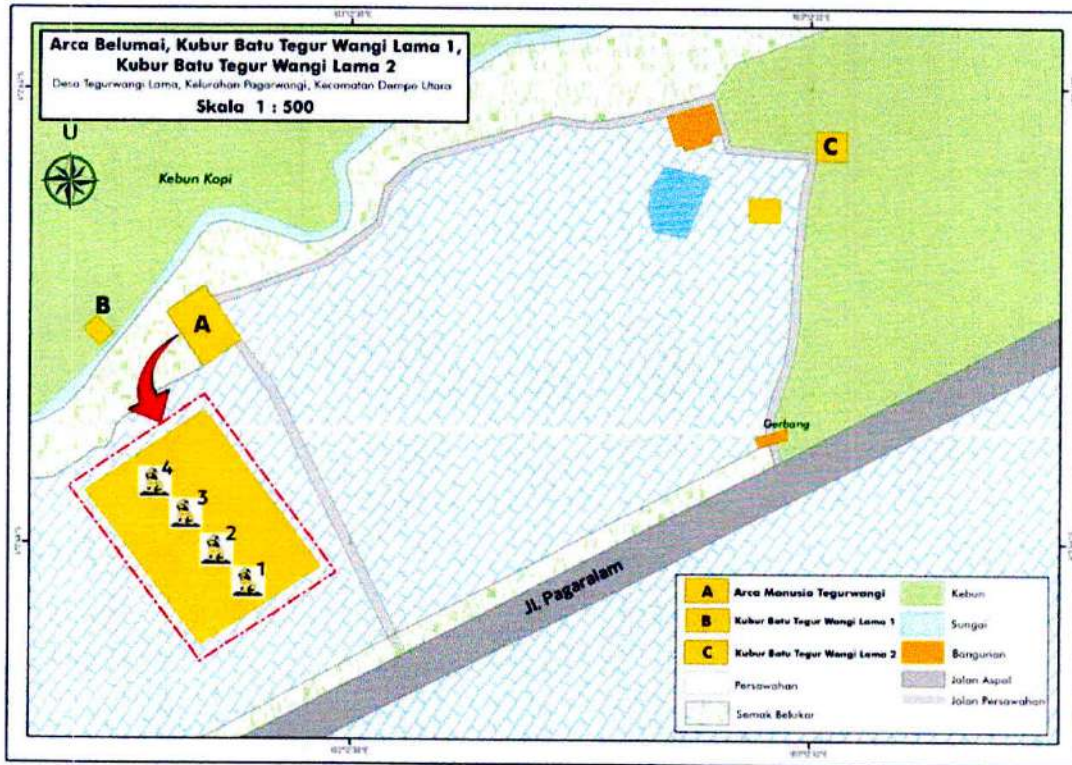 Arca Belumai, Kubur Batu Tegur Wangi Lama 1,
Kubur Batu Tegur Wangi Lama 2
Desa Tegurwangi Lama, Kelurahan Pagarwangi, Kecamatan Dempo Utara
Skala 1 : 500
U
Kebun Kopi
C
B
A
Gerbang
4
3
2
1
Jl. Pagaralam
A Arca Manusia Tegurwangi
B Kubur Batu Tegur Wangi Lama 1
C Kubur Batu Tegur Wangi Lama 2
Persawahan
Semak Belukar
Kebun
Sungai
Bangunan
Jalan Aspal
Jalan Persawahan